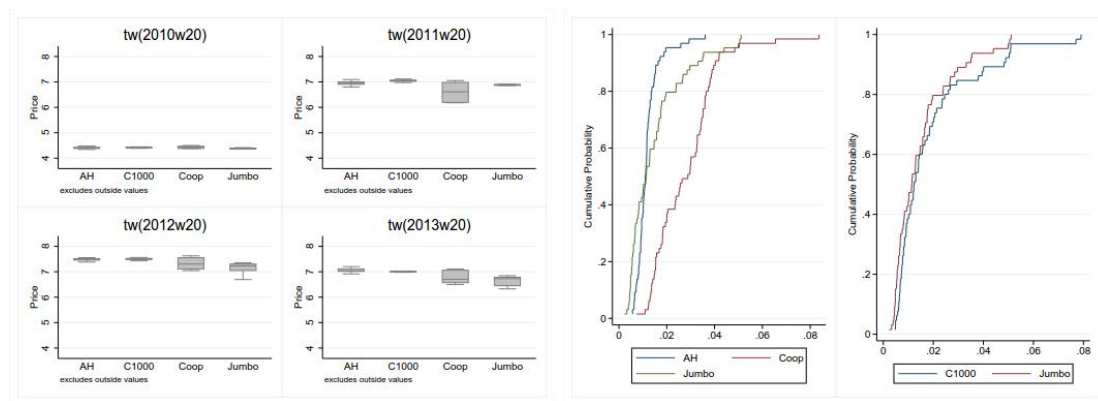 tw(2010w20)
Price
8
7
6
5
4
AH C1000 Coop Jumbo
excludes outside values
tw(2011w20)
Price
8
7
6
5
4
AH C1000 Coop Jumbo
excludes outside values
tw(2012w20)
Price
8
7
6
5
4
AH C1000 Coop Jumbo
excludes outside values
tw(2013w20)
Price
8
7
6
5
4
AH C1000 Coop Jumbo
excludes outside values
Cumulative Probability
1
.8
.6
.4
.2
0
0 .02 .04 .06 .08
AH Coop
Jumbo
Cumulative Probability
1
.8
.6
.4
.2
0
0 .02 .04 .06 .08
C1000 Jumbo